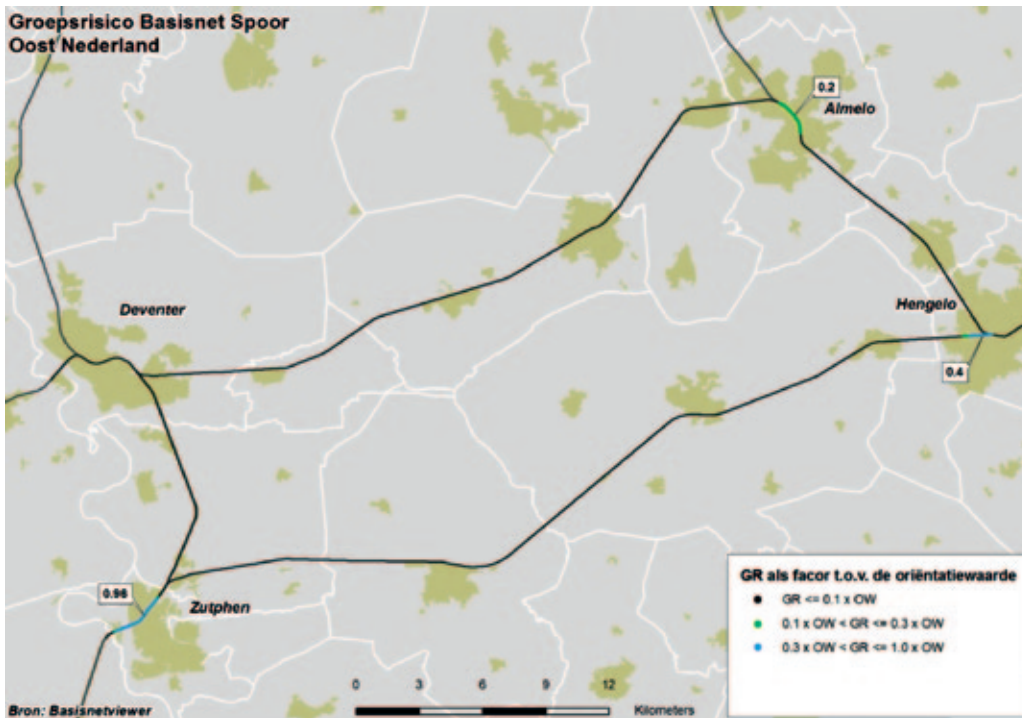 Groepsrisico Basisnet Spoor
Oost Nederland
0.2
Almelo
Deventer
Hengelo
0.4
0.96
Zutphen
GR als factor t.o.v. de oriëntatiewaarde
GR <= 0.1 x OW
0.1 x OW < GR <= 0.3 x OW
0.3 x OW < GR <= 1.0 x OW
0 3 6 9 12
Kilometers
Bron: Basisnetviewer